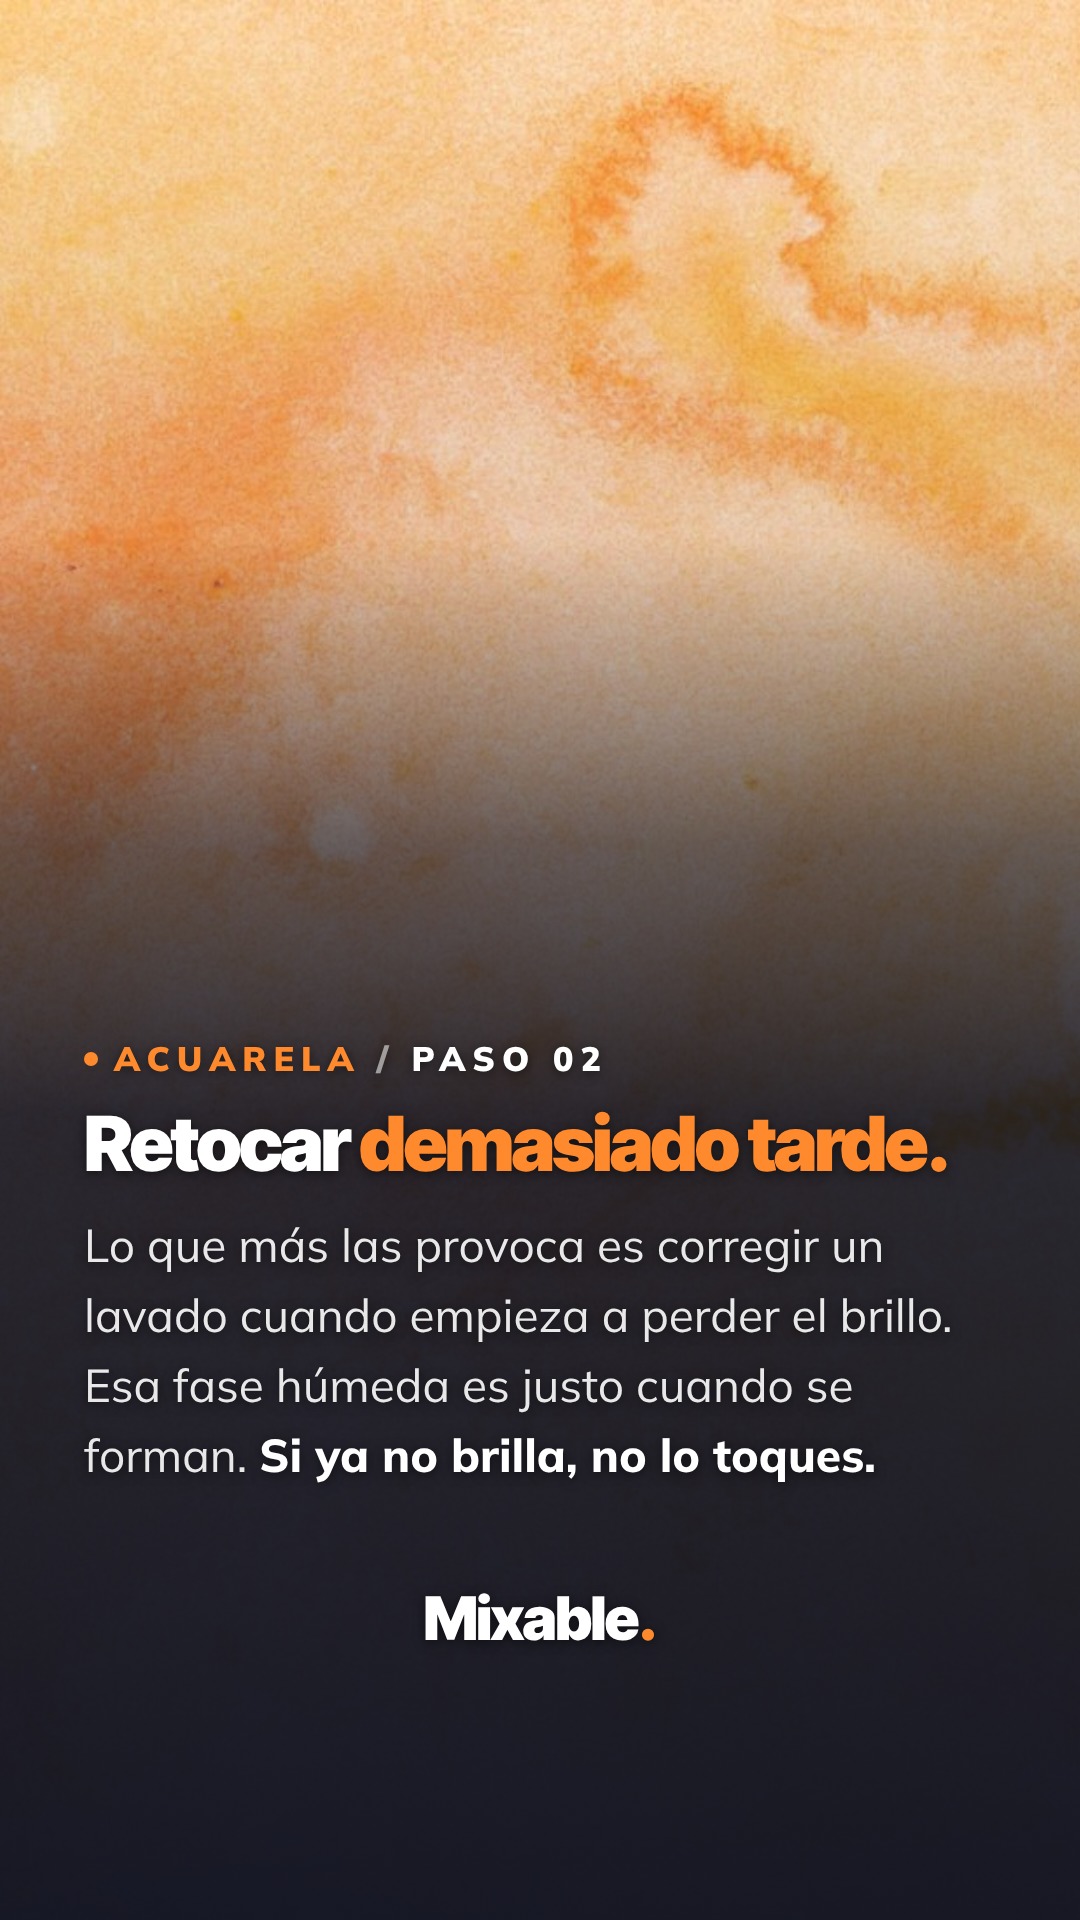 • ACUARELA / PASO 02
Retocar demasiado tarde.
Lo que más las provoca es corregir un
lavado cuando empieza a perder el brillo.
Esa fase húmeda es justo cuando se
forman. Si ya no brilla, no lo toques.
Mixable.